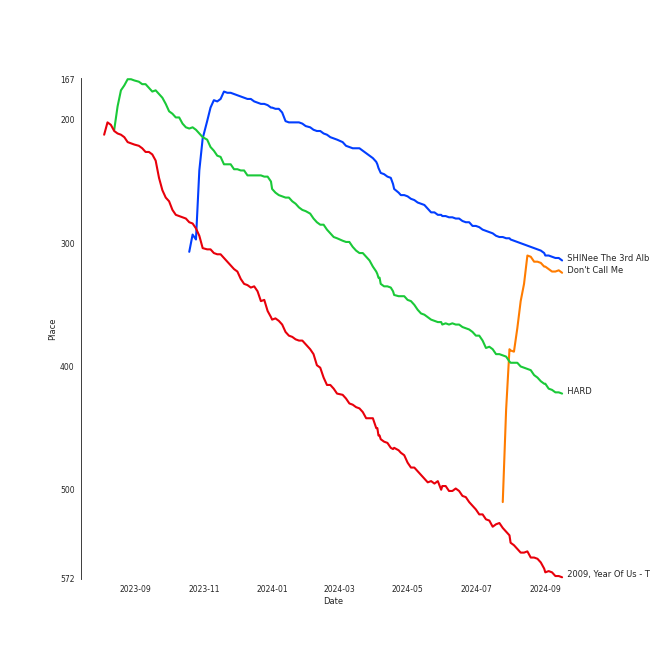 167
200
300
400
500
572
Place
2023-09
2023-11
2024-01
2024-03
2024-05
2024-07
2024-09
Date
SHINee The 3rd Alb
Don't Call Me
HARD
2009, Year Of Us - T